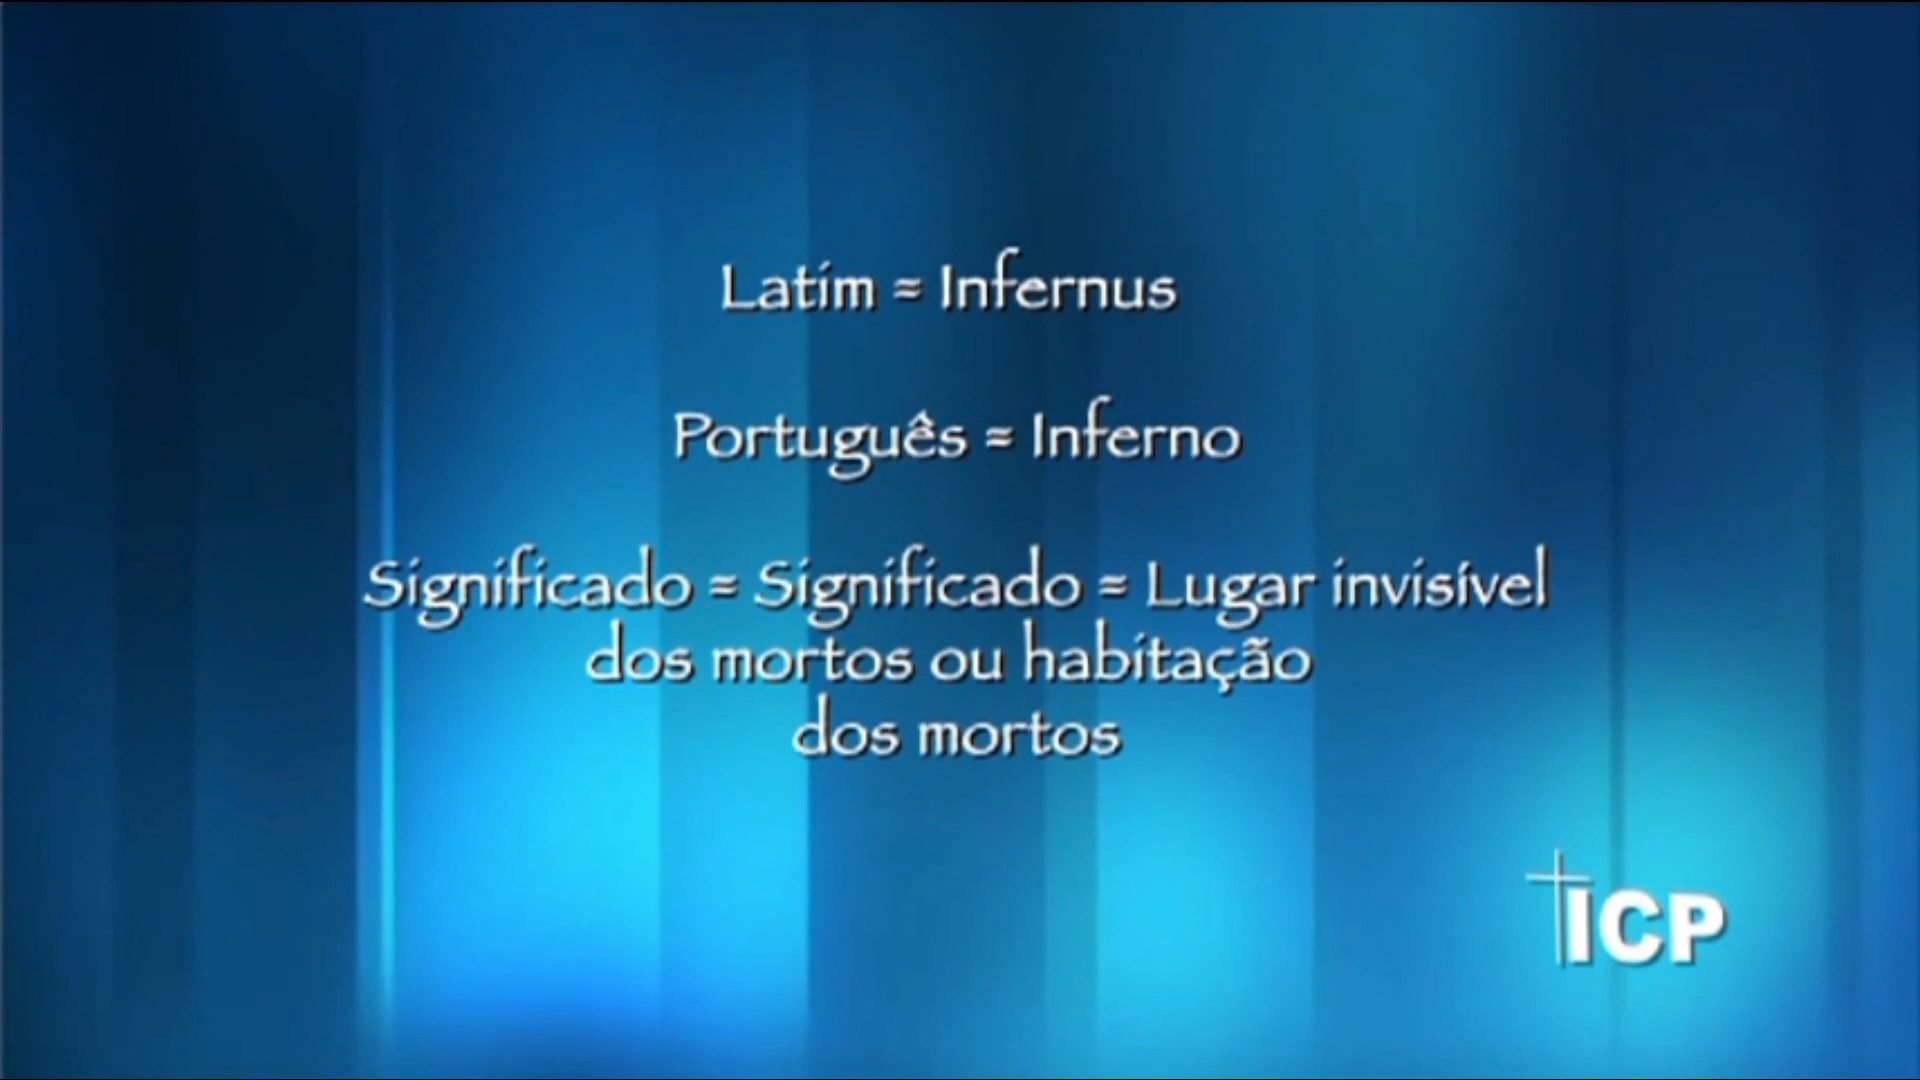 Latim = Infernus
Português = Inferno
Significado = Significado = Lugar invisível
dos mortos ou habitação
dos mortos
ICP